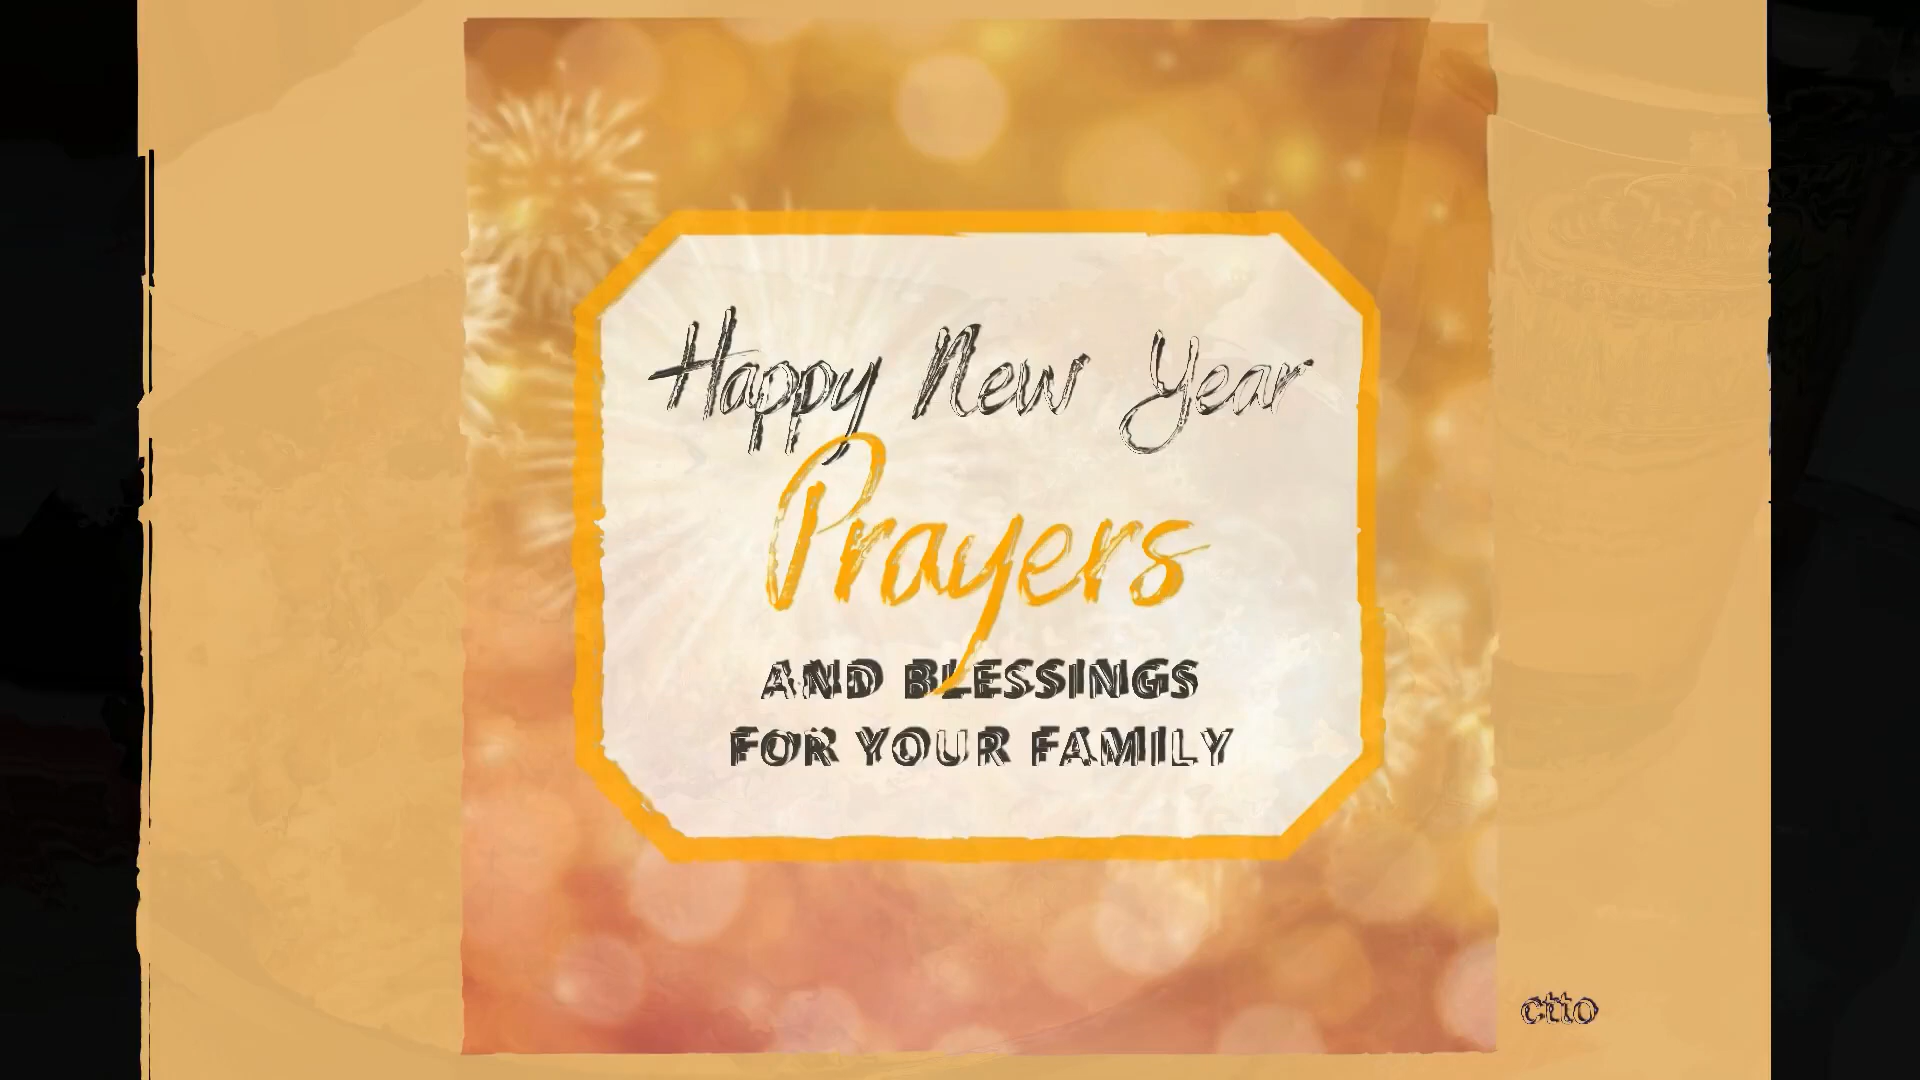 Happy New Year
Prayers
AND BLESSINGS
FOR YOUR FAMILY
ctto